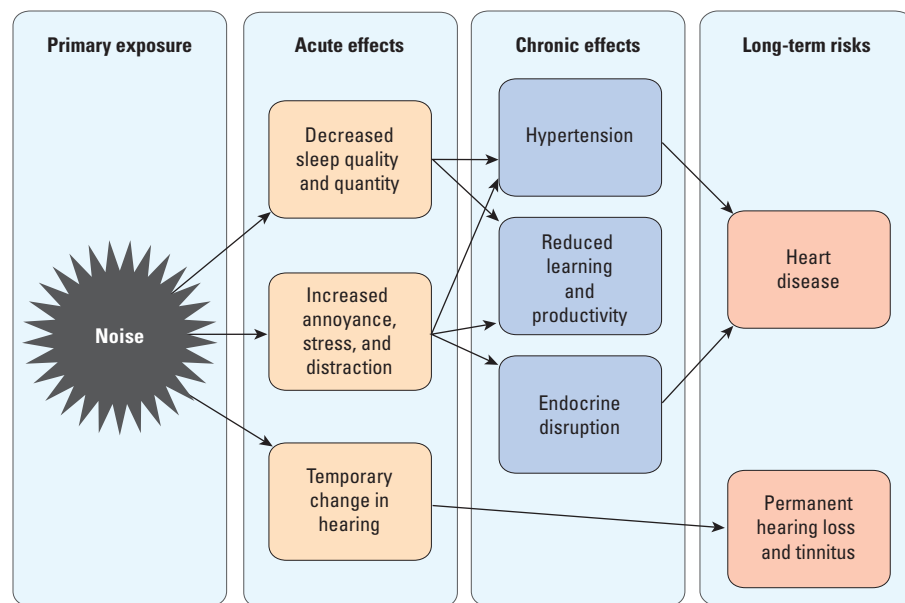 Primary exposure
Acute effects
Chronic effects
Long-term risks
Noise
Decreased
sleep quality
and quantity
Increased
annoyance,
stress, and
distraction
Temporary
change in
hearing
Hypertension
Reduced
learning
and
productivity
Endocrine
disruption
Heart
disease
Permanent
hearing loss
and tinnitus